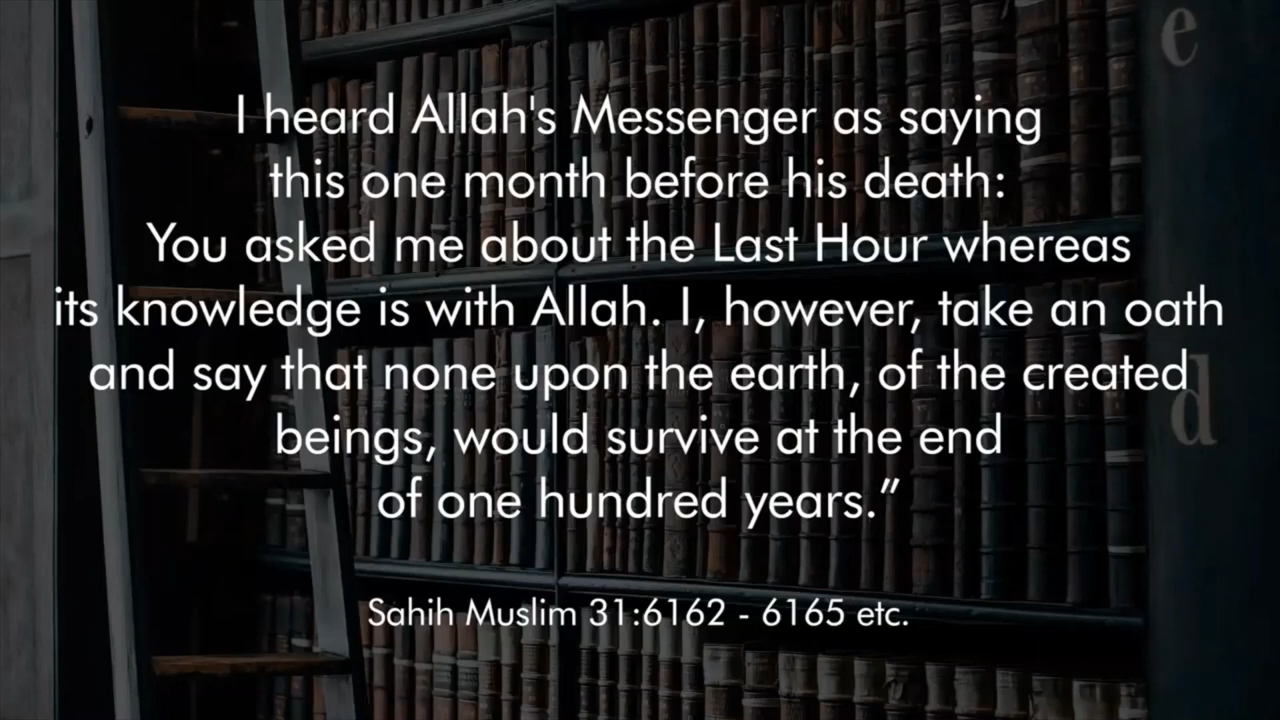 I heard Allah's Messenger as saying
this one month before his death:
You asked me about the Last Hour whereas
its knowledge is with Allah. I, however, take an oath
and say that none upon the earth, of the created
beings, would survive at the end
of one hundred years.”
Sahih Muslim 31:6162 - 6165 etc.
e
d